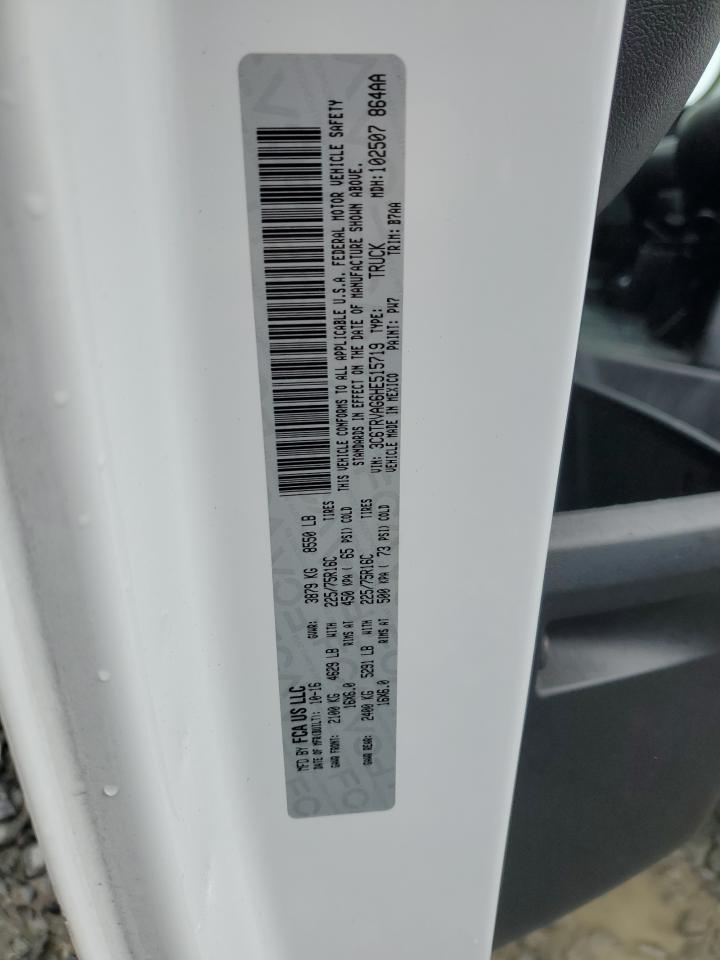 MFD BY FCA US LLC
DATE OF MFR(BUILT): 10-16 GVWR: 3879 KG 8550 LB
GAWR FRONT: 2100 KG 4629 LB WITH 225/75R16C TIRES
16X6.0 RIMS AT 450 KPA ( 65 PSI) COLD
GAWR REAR: 2400 KG 5291 LB WITH 225/75R16C TIRES
16X6.0 RIMS AT 500 KPA ( 73 PSI) COLD
THIS VEHICLE CONFORMS TO ALL APPLICABLE U.S.A. FEDERAL MOTOR VEHICLE SAFETY
STANDARDS IN EFFECT ON THE DATE OF MANUFACTURE SHOWN ABOVE.
VIN: 3C6TRVAG6HE515719 TYPE: TRUCK MDH: 102507 864AA
VEHICLE MADE IN MEXICO PAINT: PW7 TRIM: B7AA